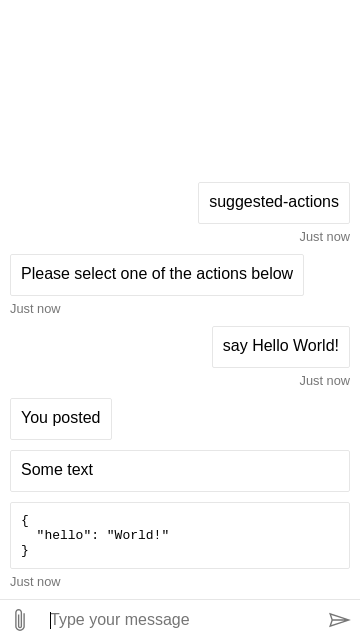 suggested-actions
Just now
Please select one of the actions below
Just now
say Hello World!
Just now
You posted
Some text
{
  "hello": "World!"
}
Just now
Type your message